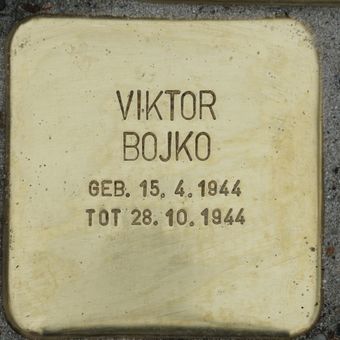 VIKTOR
BOJKO
GEB. 15. 4. 1944
TOT 28. 10. 1944